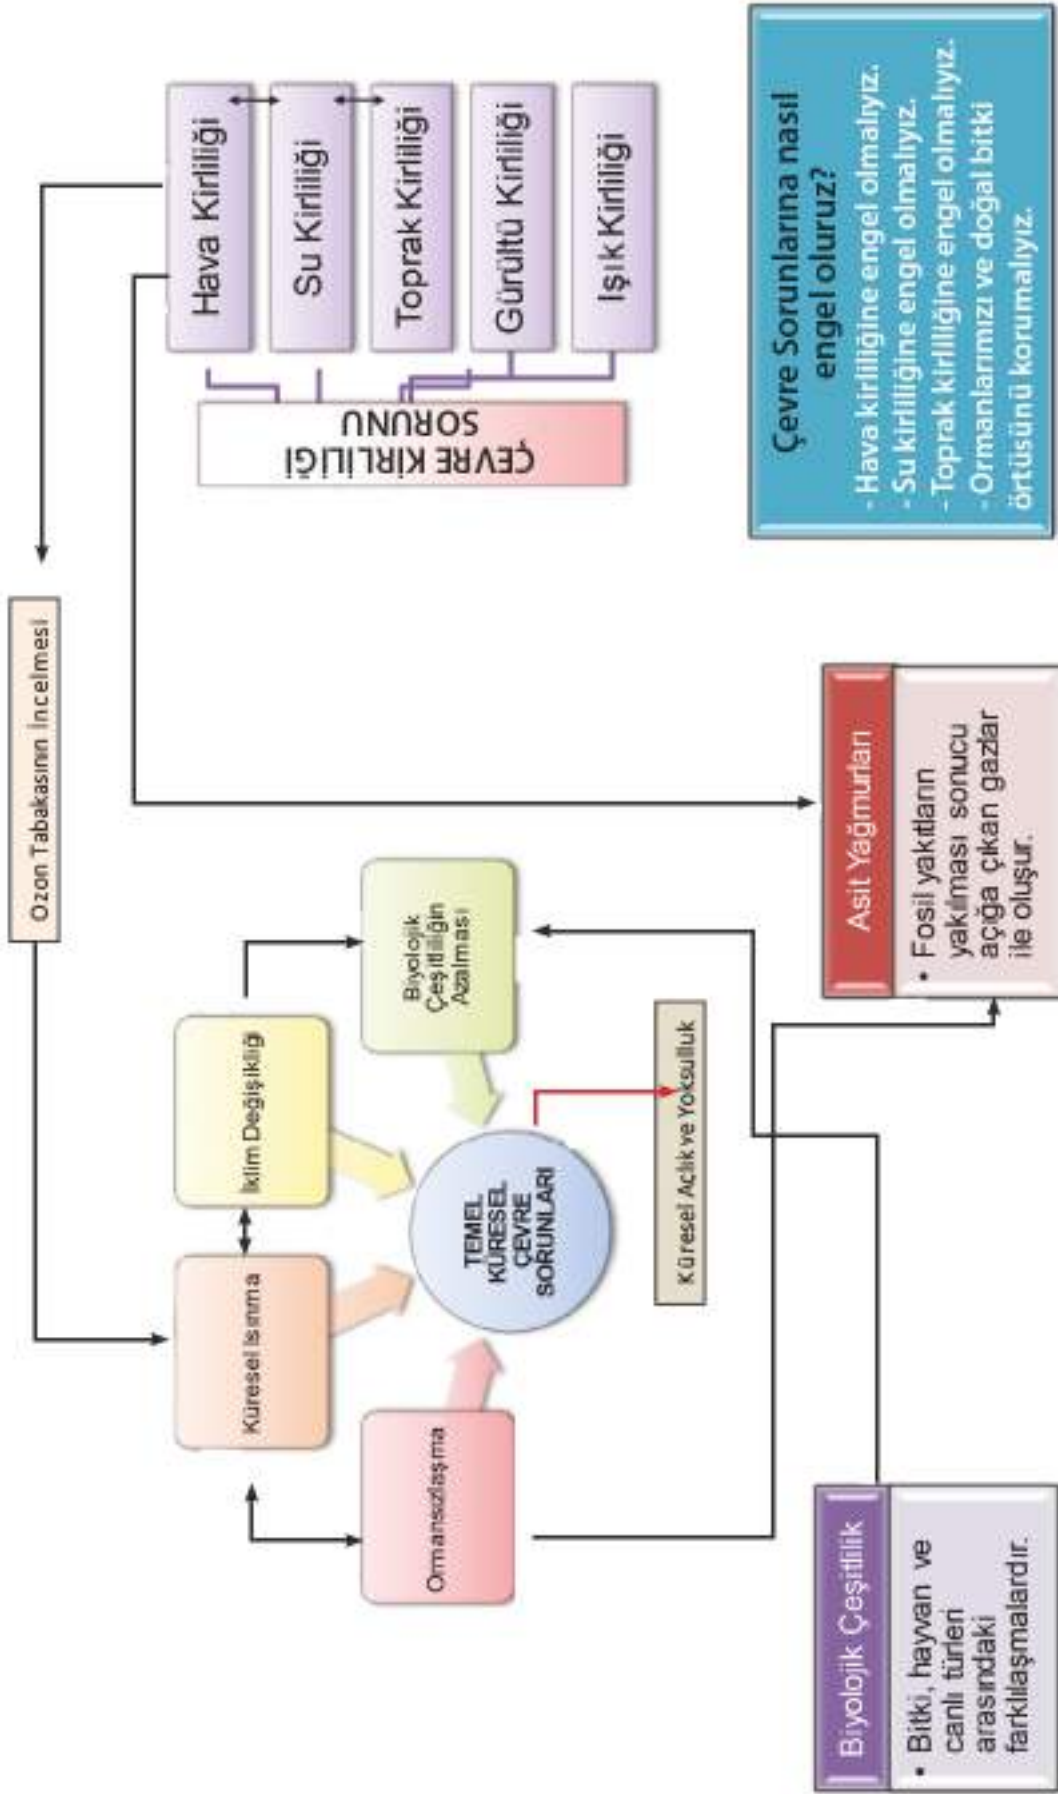 Ozon Tabakasının İncelmesi
Küresel Isınma
İklim Değişikliği
Ormansızlaşma
Biyolojik
Çeşitliliğin
Azalması
TEMEL
KÜRESEL
ÇEVRE
SORUNLARI
Küresel Açlık ve Yoksulluk
ÇEVRE KİRLİLİĞİ
SORUNU
Hava Kirliliği
Su Kirliliği
Toprak Kirliliği
Gürültü Kirliliği
Işık Kirliliği
Biyolojik Çeşitlilik
• Bitki, hayvan ve
canlı türleri
arasındaki
farklılaşmalardır.
Asit Yağmurları
• Fosil yakıtların
yakılması sonucu
açığa çıkan gazlar
ile oluşur.
Çevre Sorunlarına nasıl
engel oluruz?
- Hava kirliliğine engel olmalıyız.
- Su kirliliğine engel olmalıyız.
- Toprak kirliliğine engel olmalıyız.
- Ormanlarımızı ve doğal bitki
örtüsünü korumalıyız.